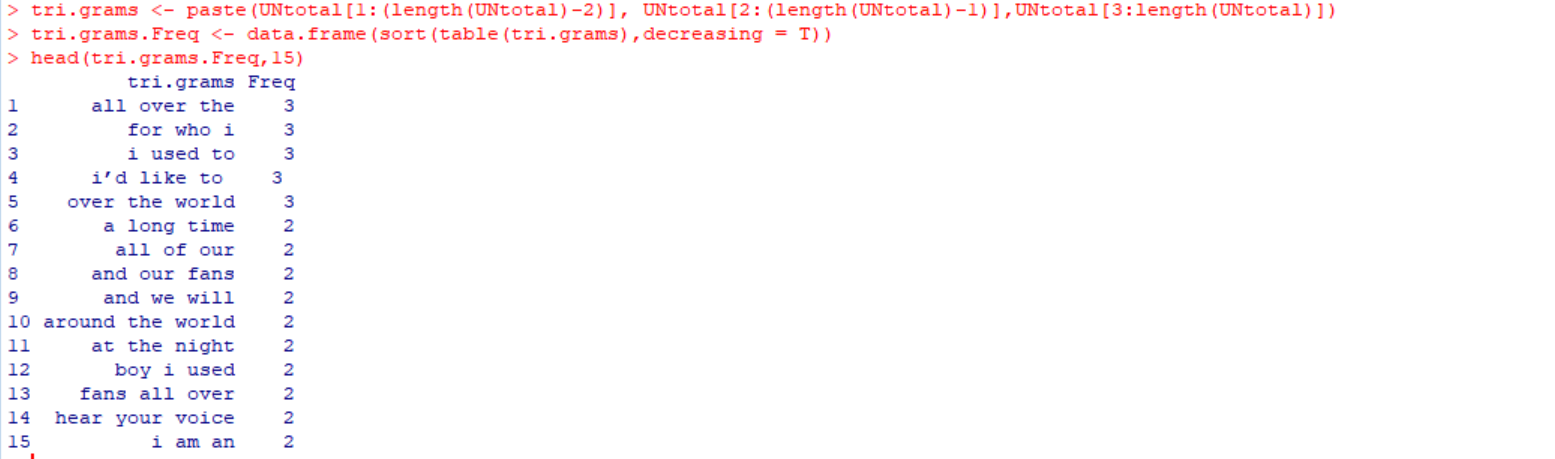 > tri.grams <- paste(UNtotal[1:(length(UNtotal)-2)], UNtotal[2:(length(UNtotal)-1)],UNtotal[3:length(UNtotal)])
> tri.grams.Freq <- data.frame(sort(table(tri.grams),decreasing = T))
> head(tri.grams.Freq,15)
tri.grams Freq
1 all over the 3
2 for who i 3
3 i used to 3
4 i’d like to 3
5 over the world 3
6 a long time 2
7 all of our 2
8 and our fans 2
9 and we will 2
10 around the world 2
11 at the night 2
12 boy i used 2
13 fans all over 2
14 hear your voice 2
15 i am an 2